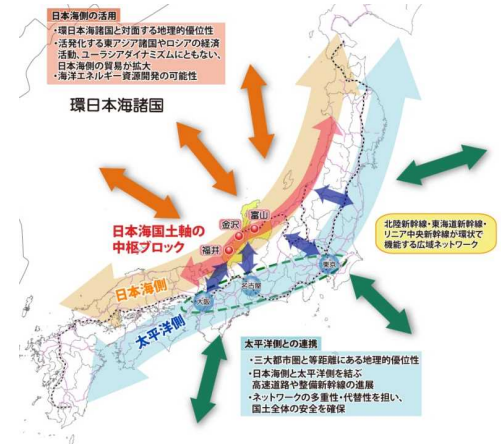 日本海側の活用
・環日本海諸国と対面する地理的優位性
・活発化する東アジア諸国やロシアの経済
活動、ユーラシアダイナミズムにともない、
日本海側の貿易が拡大
・海洋エネルギー資源開発の可能性
環日本海諸国
日本海国土軸の
中枢ブロック
富山
金沢
福井
北陸新幹線・東海道新幹線・
リニア中央新幹線が環状で
機能する広域ネットワーク
日本海側
太平洋側
大阪
名古屋
東京
太平洋側との連携
・三大都市圏と等距離にある地理的優位性
・日本海側と太平洋側を結ぶ
高速道路や整備新幹線の進展
・ネットワークの多重性・代替性を担い、
国土全体の安全を確保